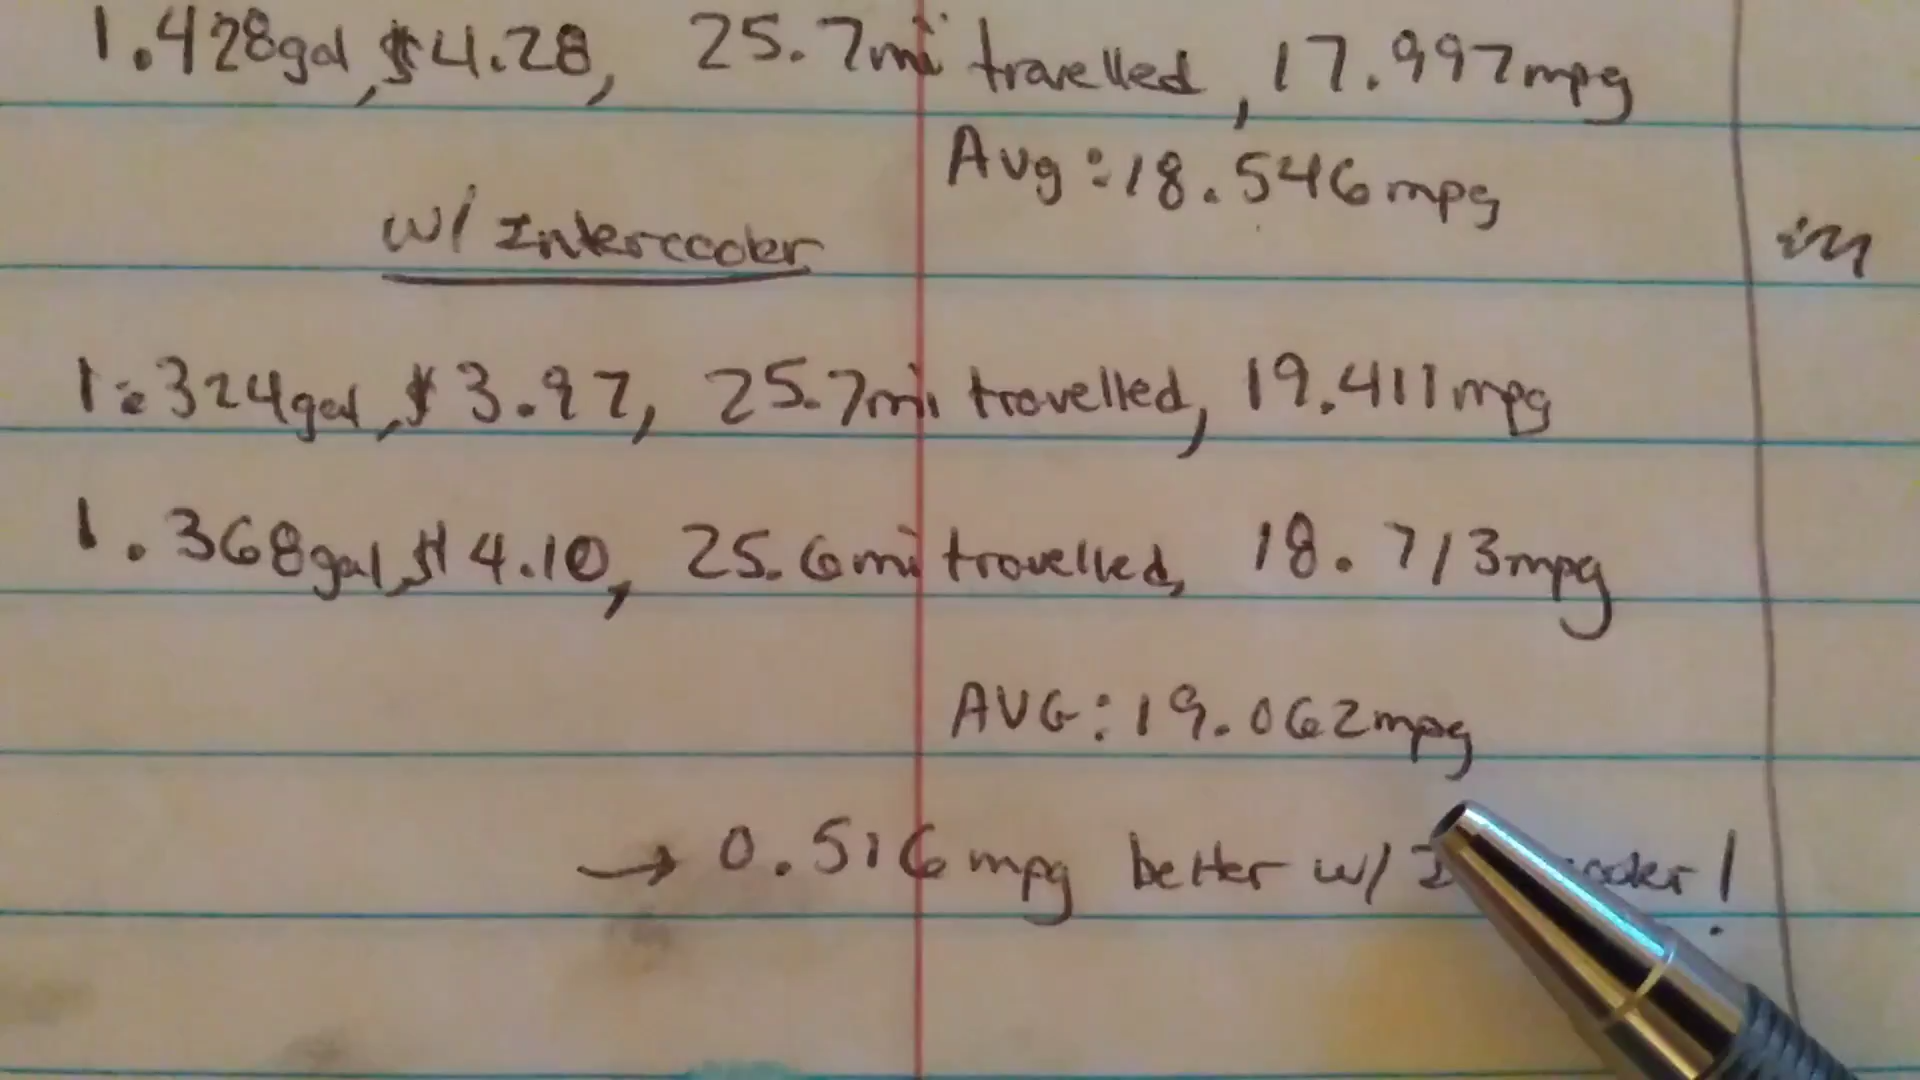 1.428gal, $4.28, 25.7mi travelled, 17.997mpg
Avg: 18.546mpg
w/ Intercooler
1.324gal, $3.97, 25.7mi travelled, 19.411mpg
1.368gal, $4.10, 25.6mi travelled, 18.713mpg
AVG: 19.062mpg
→ 0.516mpg better w/ !